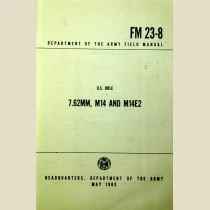 FM 23-8
DEPARTMENT OF THE ARMY FIELD MANUAL
U.S. RIFLE
7.62MM, M14 AND M14E2
HEADQUARTERS, DEPARTMENT OF THE ARMY
MAY 1965